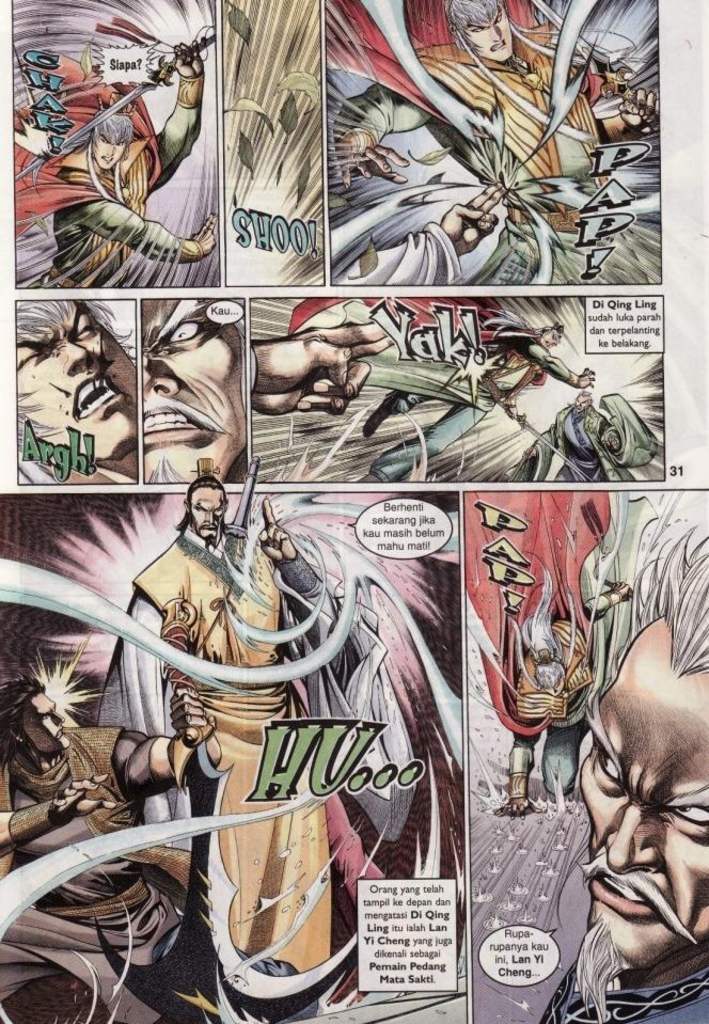 CHAK!
Siapa?
SHOO!
PAP!
Argh!
Kau...
Yak!
Di Qing Ling
sudah luka parah
dan terpelanting
ke belakang.
31
Berhenti
sekarang jika
kau masih belum
mahu mati!
HU...
Orang yang telah
tampil ke depan dan
mengatasi Di Qing
Ling itu ialah Lan
Yi Cheng yang juga
dikenali sebagai
Pemain Pedang
Mata Sakti.
PAP!
PAP!
Rupa-
rupanya kau
ini, Lan Yi
Cheng...